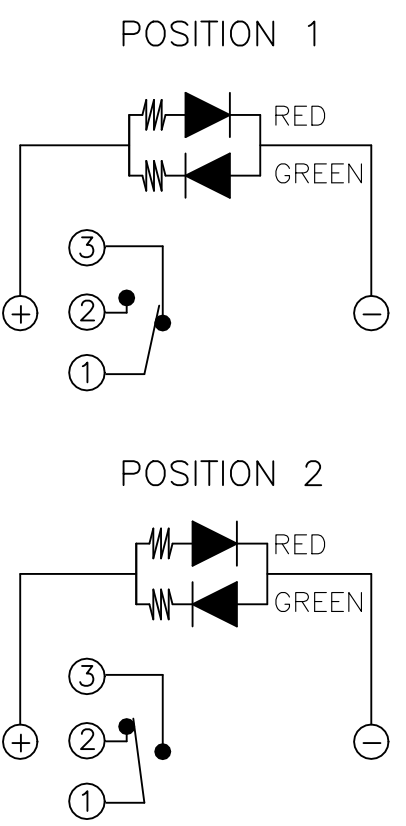 POSITION 1
RED
GREEN
3
2
+ −
1
POSITION 2
RED
GREEN
3
+ 2 −
1